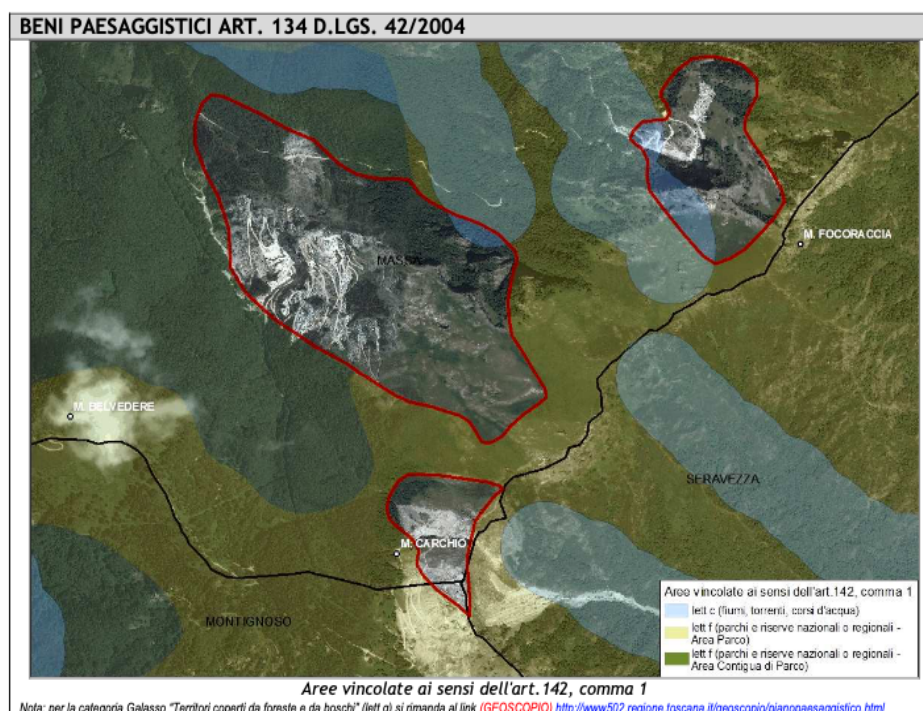 BENI PAESAGGISTICI ART. 134 D.LGS. 42/2004
M. FOCORACCIA
MASSA
M. BELVEDERE
SERAVEZZA
M. CARCHIO
MONTIGNOSO
Aree vincolate ai sensi dell'art.142, comma 1
lett c (fiumi, torrenti, corsi d'acqua)
lett f (parchi e riserve nazionali o regionali -
Area Parco)
lett f (parchi e riserve nazionali o regionali -
Area Contigua di Parco)
Aree vincolate ai sensi dell'art.142, comma 1
Nota: per la categoria Galasso "Territori coperti da foreste e da boschi" (lett g) si rimanda al link (GEOSCOPIO) http://www502.regione.toscana.it/geoscopio/pianopaesaggistico.html